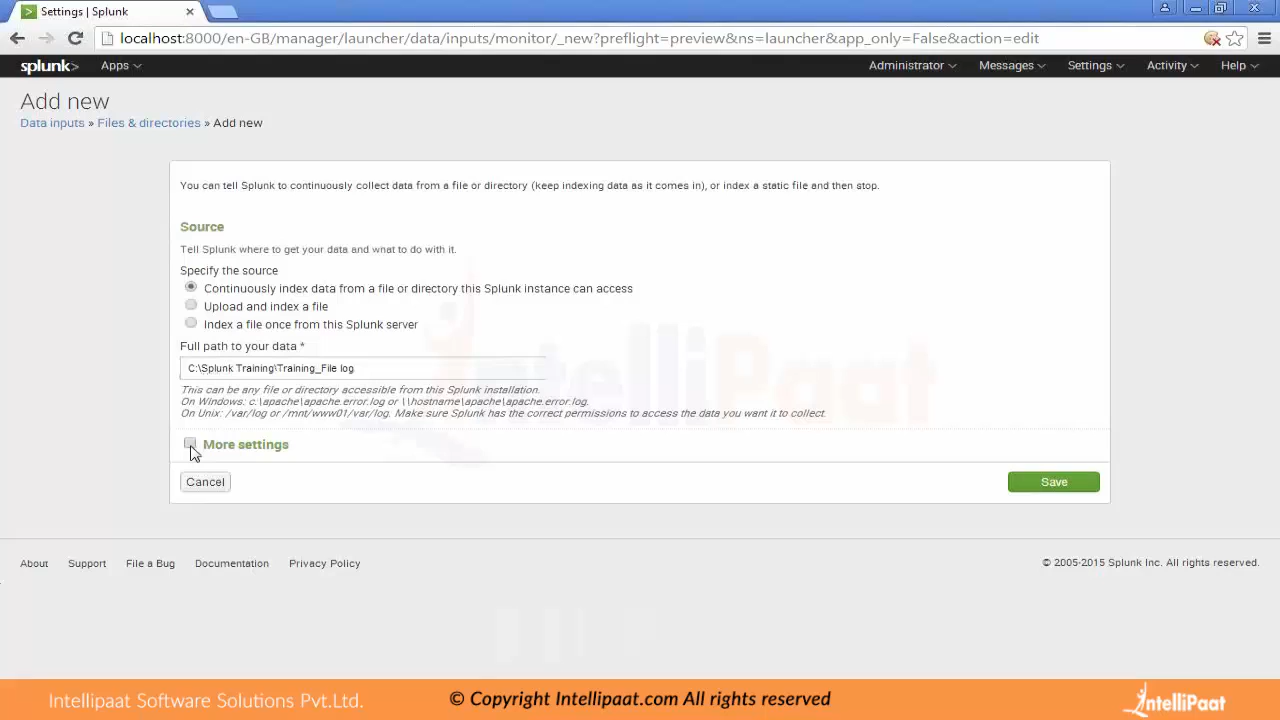 Settings | Splunk
localhost:8000/en-GB/manager/launcher/data/inputs/monitor/_new?preflight=preview&ns=launcher&app_only=False&action=edit
splunk> Apps Administrator Messages Settings Activity Help
Add new
Data inputs » Files & directories » Add new
You can tell Splunk to continuously collect data from a file or directory (keep indexing data as it comes in), or index a static file and then stop.
Source
Tell Splunk where to get your data and what to do with it.
Specify the source
Continuously index data from a file or directory this Splunk instance can access
Upload and index a file
Index a file once from this Splunk server
Full path to your data *
C:\Splunk Training\Training_File log
This can be any file or directory accessible from this Splunk installation.
On Windows: c:\apache\apache.error.log or \\hostname\apache\apache.error.log.
On Unix: /var/log or /mnt/www01/var/log. Make sure Splunk has the correct permissions to access the data you want it to collect.
IntelliPaat
More settings
Cancel Save
About Support File a Bug Documentation Privacy Policy © 2005-2015 Splunk Inc. All rights reserved.
Intellipaat Software Solutions Pvt.Ltd. © Copyright Intellipaat.com All rights reserved IntelliPaat